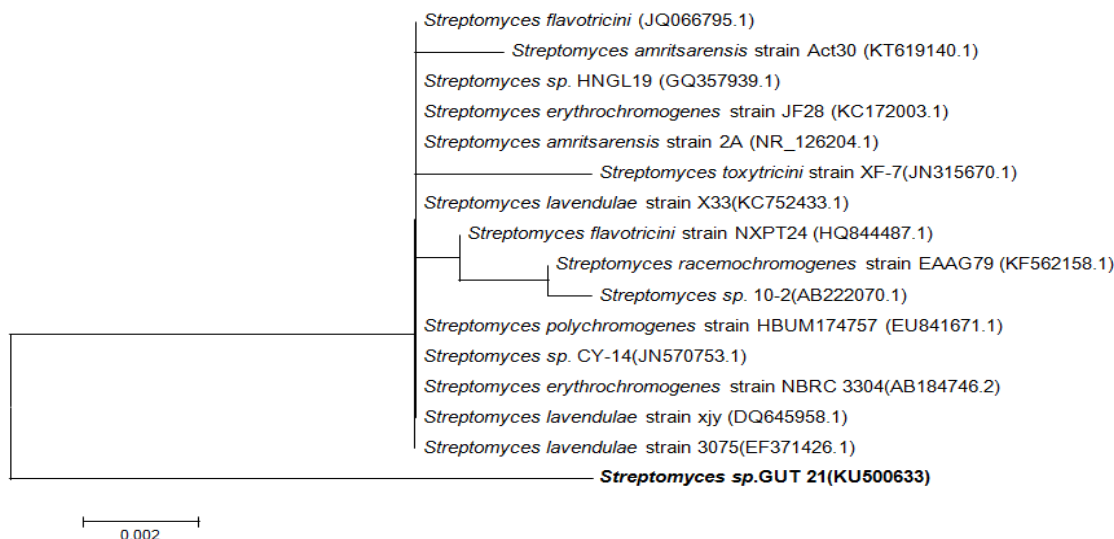 Streptomyces flavotricini (JQ066795.1)
Streptomyces amritsarensis strain Act30 (KT619140.1)
Streptomyces sp. HNGL19 (GQ357939.1)
Streptomyces erythrochromogenes strain JF28 (KC172003.1)
Streptomyces amritsarensis strain 2A (NR_126204.1)
Streptomyces toxytricini strain XF-7(JN315670.1)
Streptomyces lavendulae strain X33(KC752433.1)
Streptomyces flavotricini strain NXPT24 (HQ844487.1)
Streptomyces racemochromogenes strain EAAG79 (KF562158.1)
Streptomyces sp. 10-2(AB222070.1)
Streptomyces polychromogenes strain HBUM174757 (EU841671.1)
Streptomyces sp. CY-14(JN570753.1)
Streptomyces erythrochromogenes strain NBRC 3304(AB184746.2)
Streptomyces lavendulae strain xjy (DQ645958.1)
Streptomyces lavendulae strain 3075(EF371426.1)
Streptomyces sp.GUT 21(KU500633)
0.002